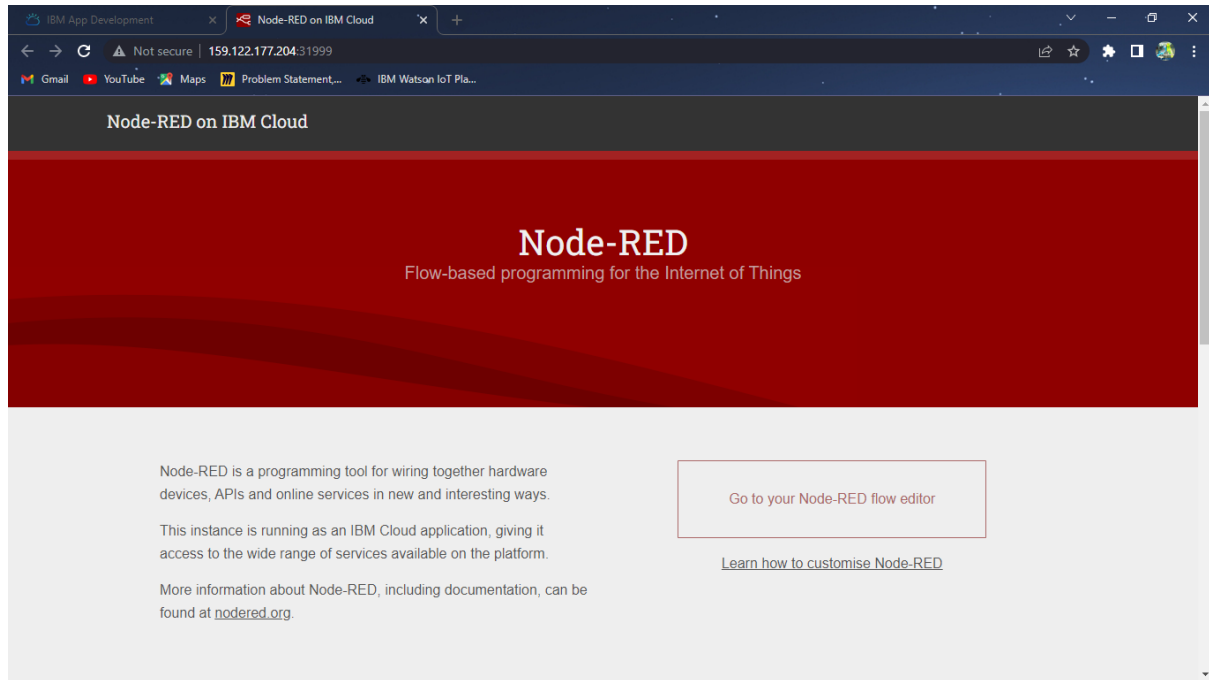 IBM App Development
Node-RED on IBM Cloud
Not secure | 159.122.177.204:31999
Gmail
YouTube
Maps
Problem Statement,...
IBM Watson IoT Pla...
Node-RED on IBM Cloud
Node-RED
Flow-based programming for the Internet of Things
Node-RED is a programming tool for wiring together hardware
devices, APIs and online services in new and interesting ways.
This instance is running as an IBM Cloud application, giving it
access to the wide range of services available on the platform.
More information about Node-RED, including documentation, can be
found at nodered.org.
Go to your Node-RED flow editor
Learn how to customise Node-RED